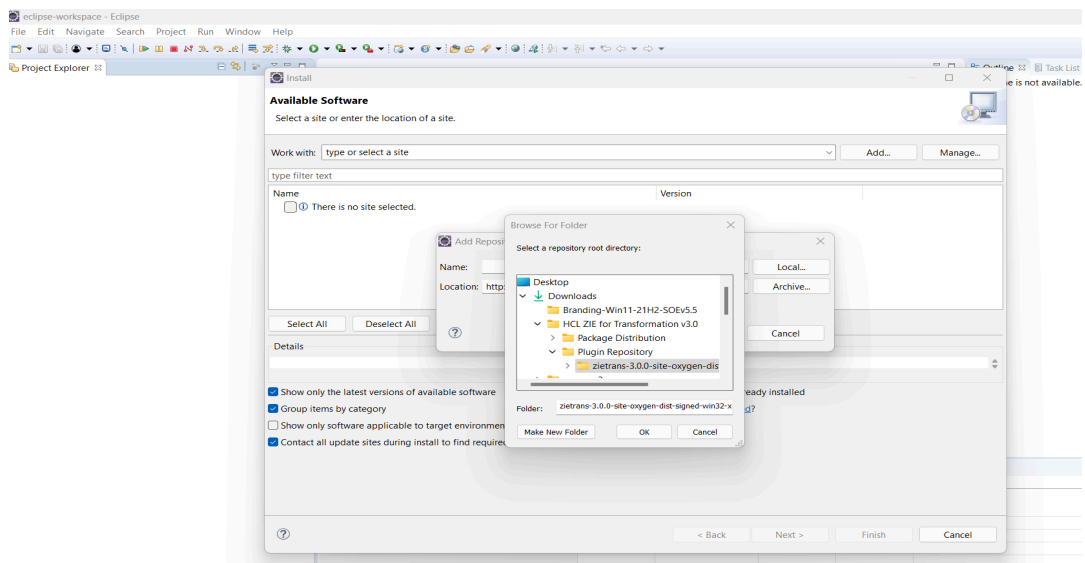 eclipse-workspace - Eclipse
File Edit Navigate Search Project Run Window Help
Project Explorer
Outline Task List
Install
e is not available.
Available Software
Select a site or enter the location of a site.
Work with: type or select a site Add... Manage...
type filter text
Name Version
There is no site selected.
Browse For Folder
Add Reposi
Select a repository root directory:
Name: Local...
Location: http: Archive...
Desktop
Downloads
Branding-Win11-21H2-SOEv5.5
HCL ZIE for Transformation v3.0
Package Distribution
Plugin Repository
zietrans-3.0.0-site-oxygen-dis
Select All Deselect All Cancel
Details
Show only the latest versions of available software eady installed
Folder: zietrans-3.0.0-site-oxygen-dist-signed-win32-x
Group items by category d?
Show only software applicable to target environmen
Make New Folder OK Cancel
Contact all update sites during install to find require
< Back Next > Finish Cancel